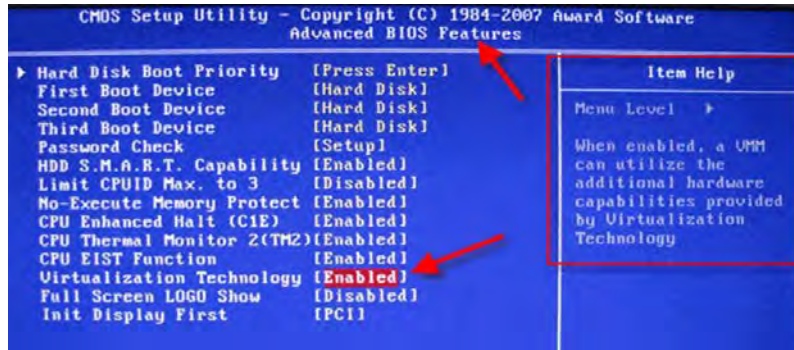 CMOS Setup Utility - Copyright (C) 1984-2007 Award Software
Advanced BIOS Features
Hard Disk Boot Priority [Press Enter]
First Boot Device [Hard Disk]
Second Boot Device [Hard Disk]
Third Boot Device [Hard Disk]
Password Check [Setup]
HDD S.M.A.R.T. Capability [Enabled]
Limit CPUID Max. to 3 [Disabled]
No-Execute Memory Protect [Enabled]
CPU Enhanced Halt (C1E) [Enabled]
CPU Thermal Monitor 2(TM2)[Enabled]
CPU EIST Function [Enabled]
Virtualization Technology [Enabled]
Full Screen LOGO Show [Disabled]
Init Display First [PCI]
Item Help
Menu Level
When enabled, a VMM
can utilize the
additional hardware
capabilities provided
by Virtualization
Technology